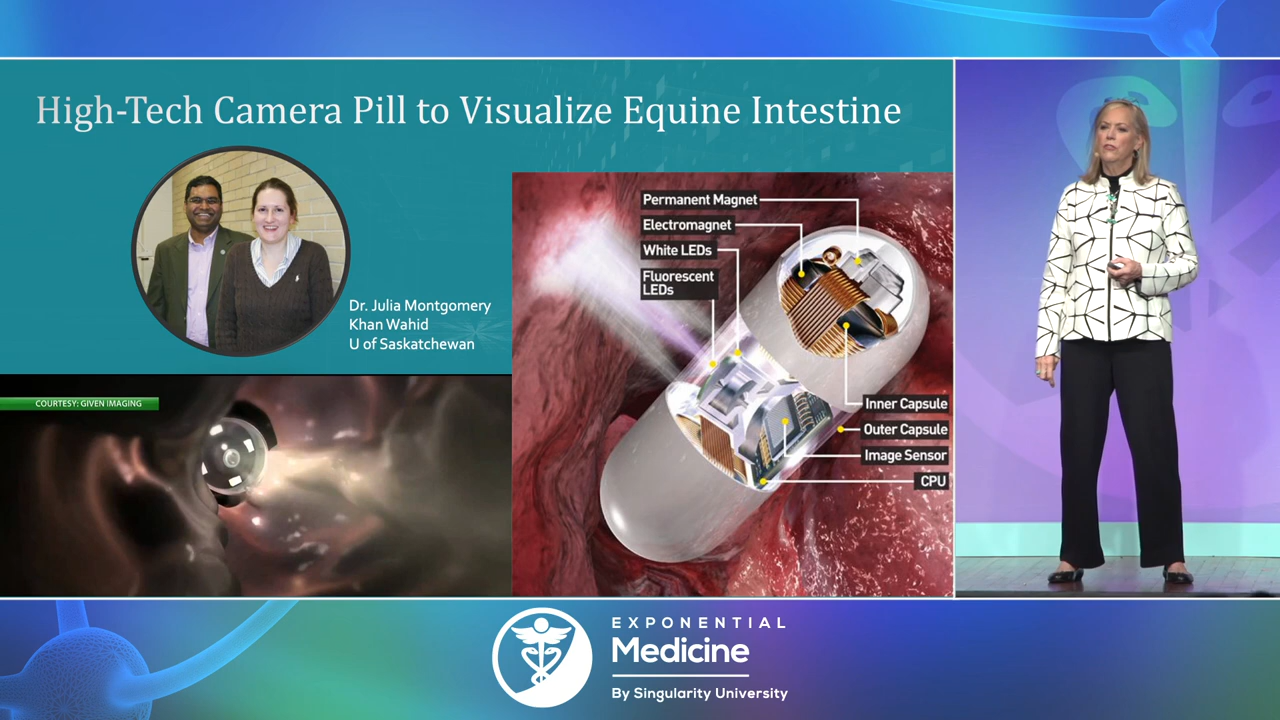 High-Tech Camera Pill to Visualize Equine Intestine
Dr. Julia Montgomery
Khan Wahid
U of Saskatchewan
COURTESY: GIVEN IMAGING
Permanent Magnet
Electromagnet
White LEDs
Fluorescent
LEDs
Inner Capsule
Outer Capsule
Image Sensor
CPU
EXPONENTIAL
Medicine
By Singularity University